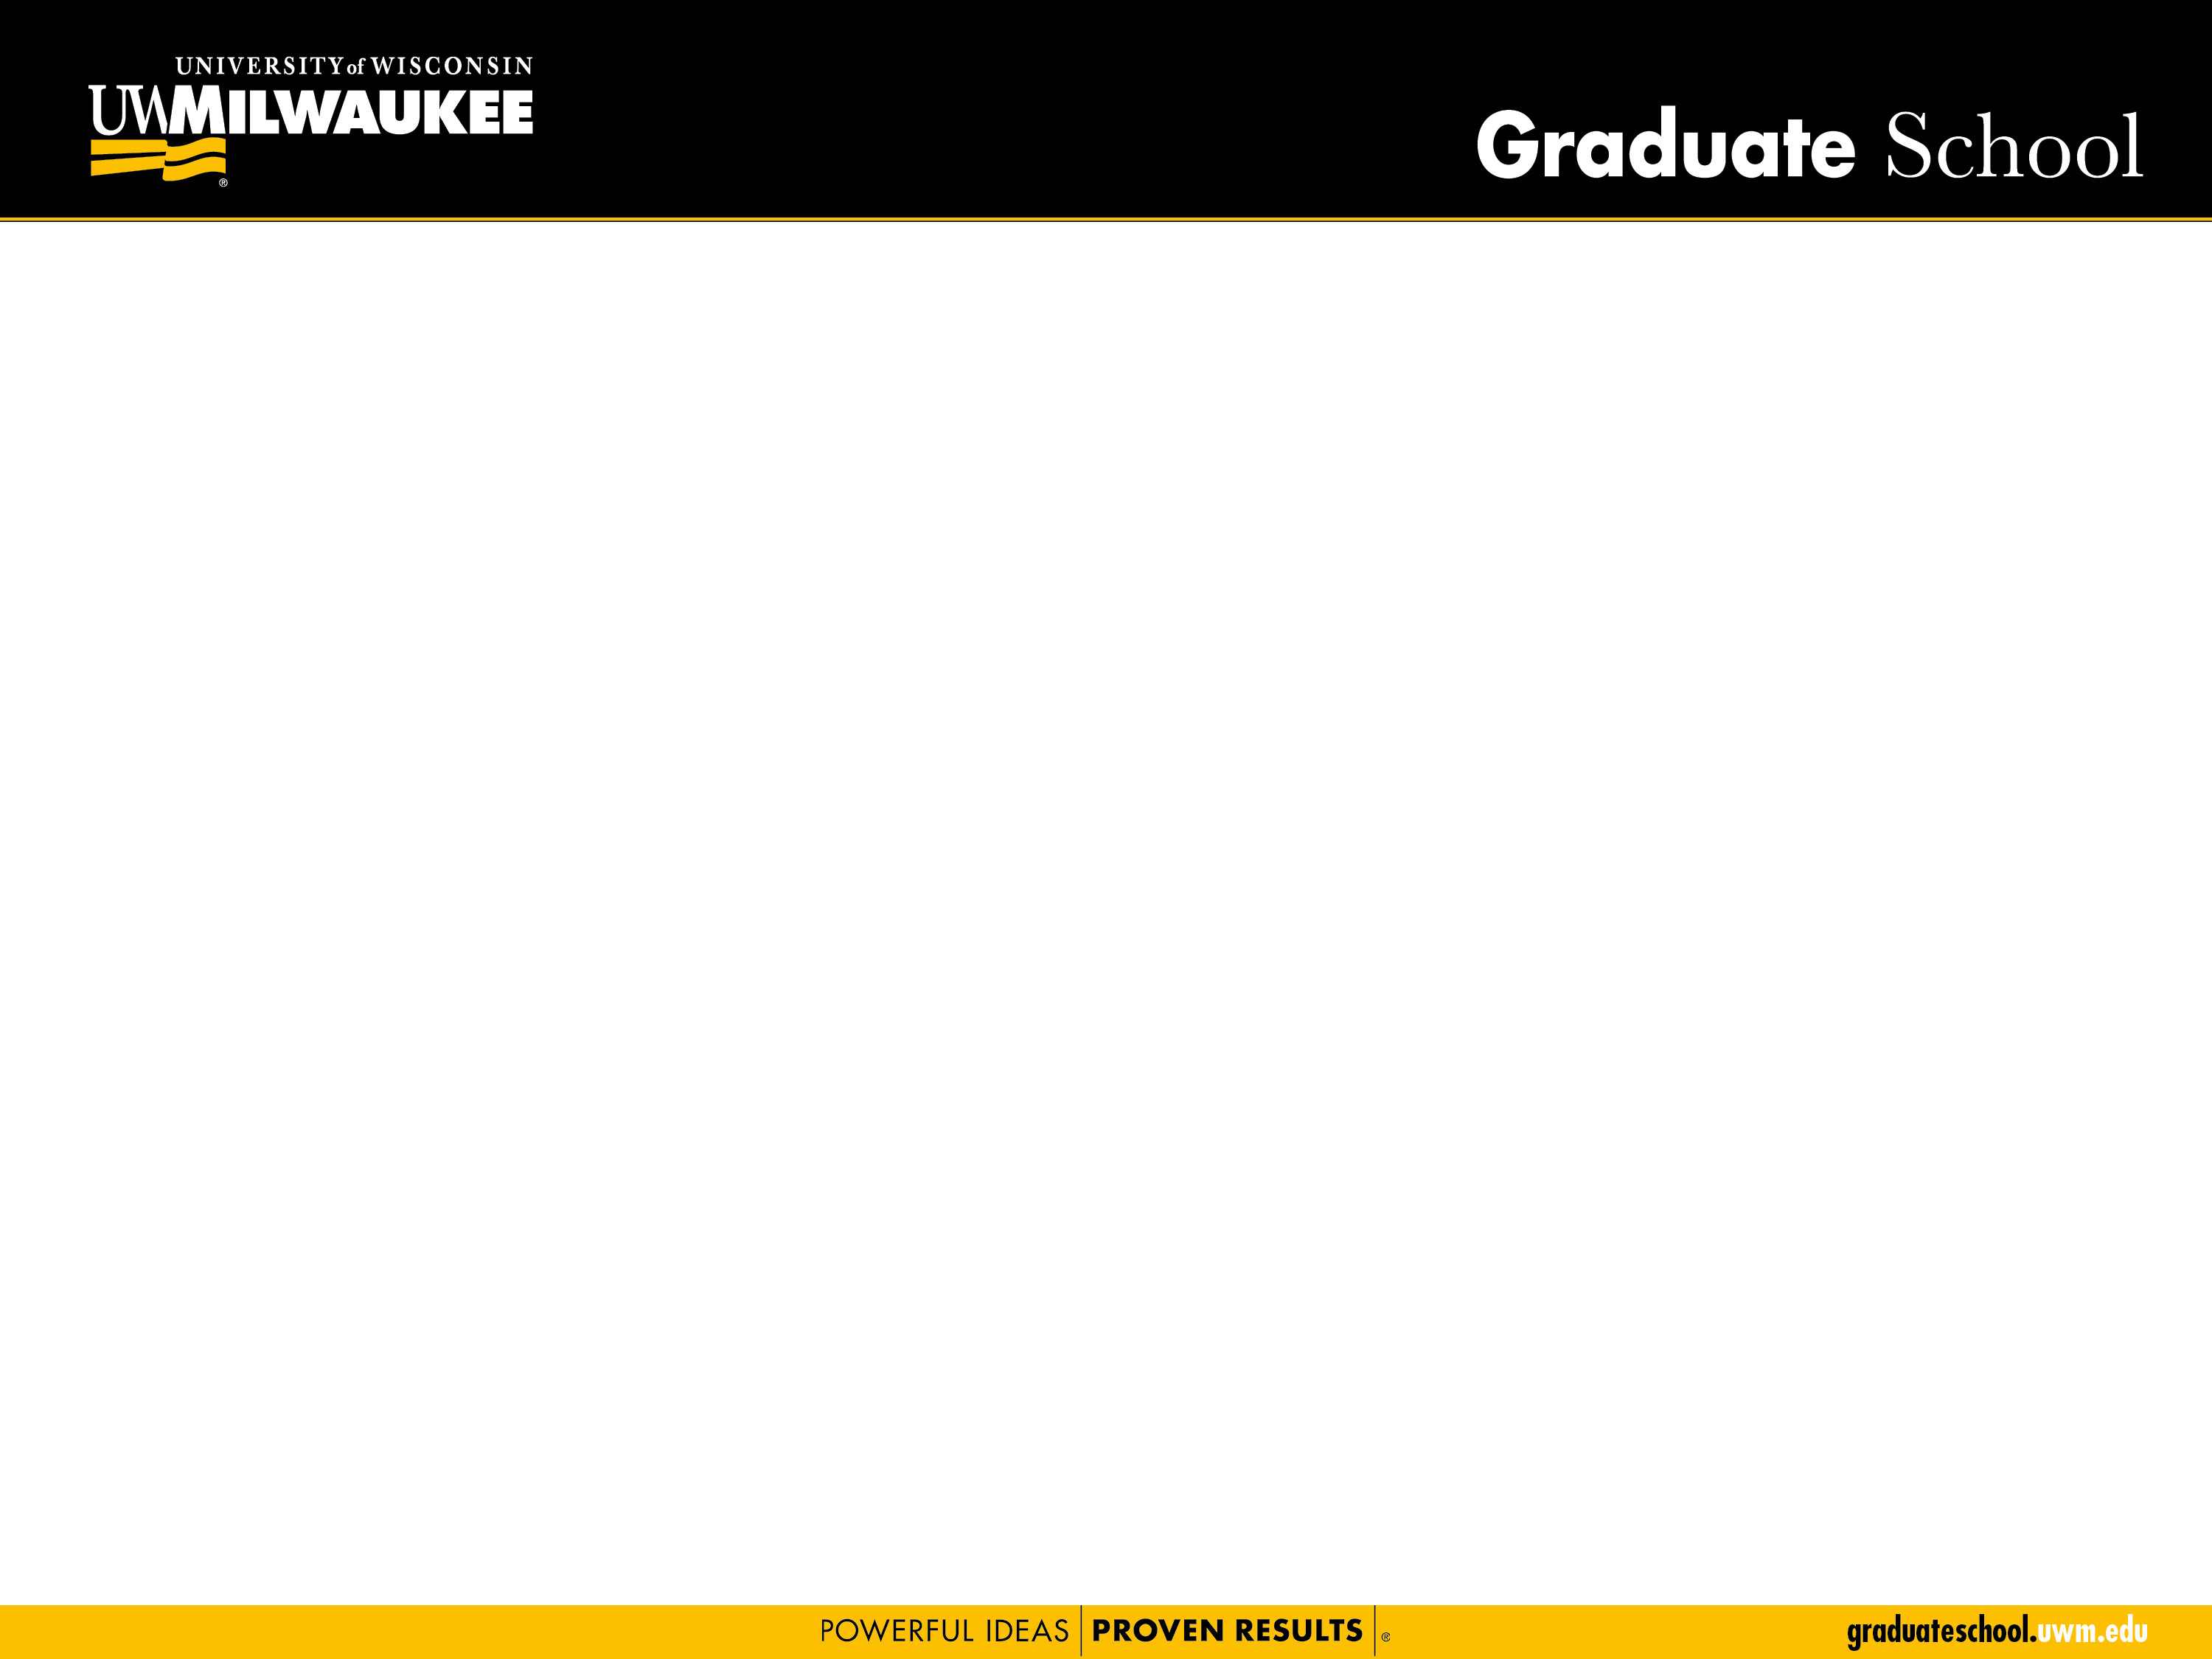 UNIVERSITY of WISCONSIN
UWMILWAUKEE
®
Graduate School
POWERFUL IDEAS | PROVEN RESULTS | ®
graduateschool.uwm.edu